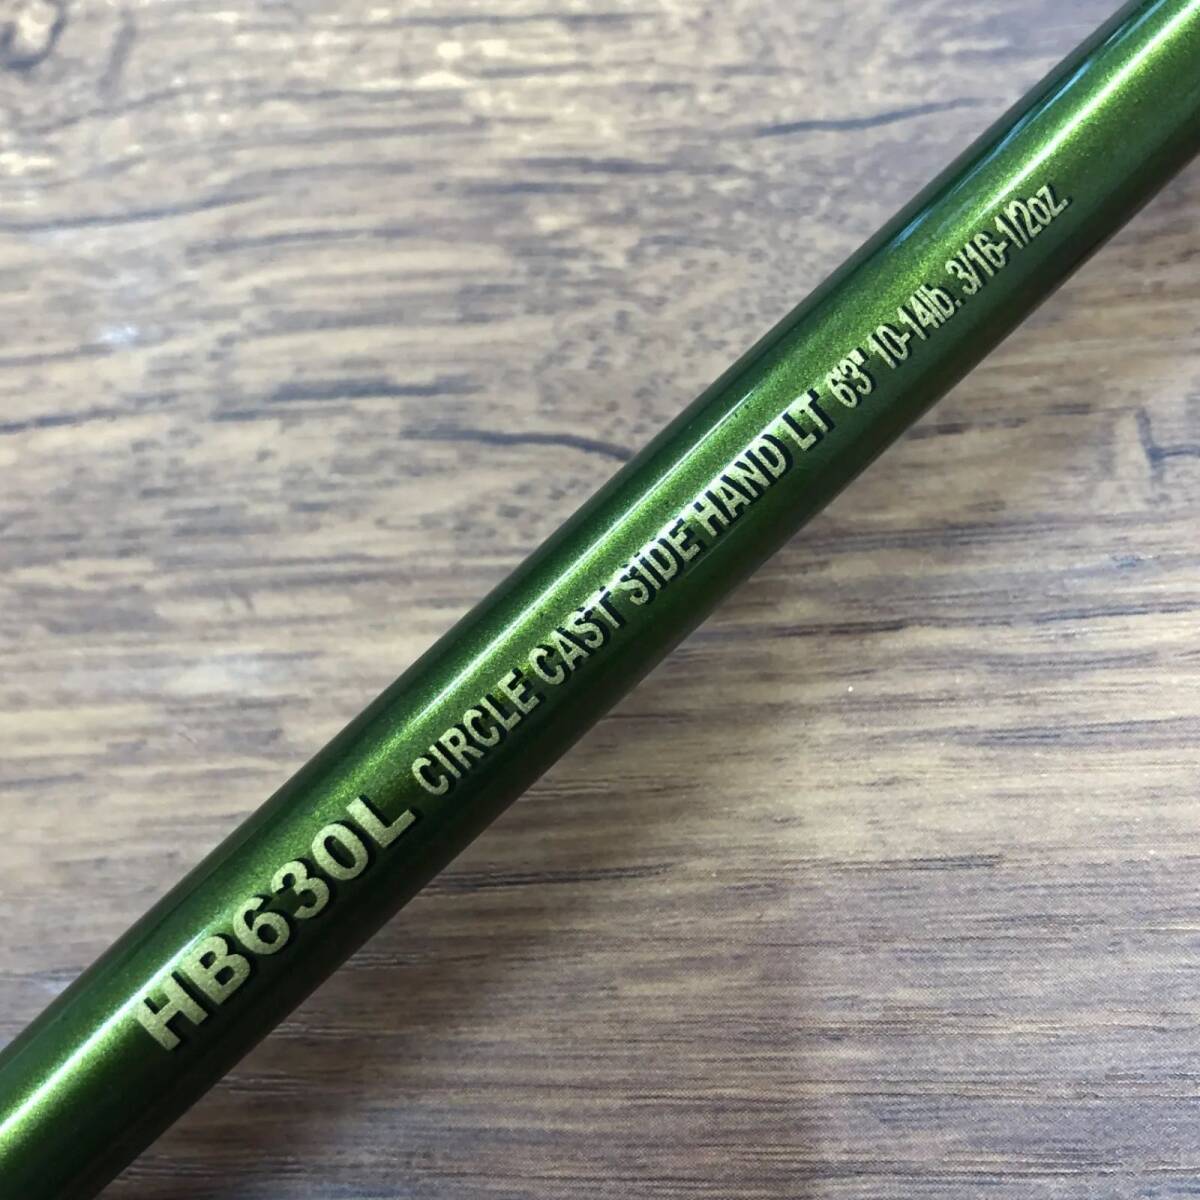 HB630L CIRCLE CAST SIDE HAND LT 6'3" 10-14lb. 3/16-1/2oz.